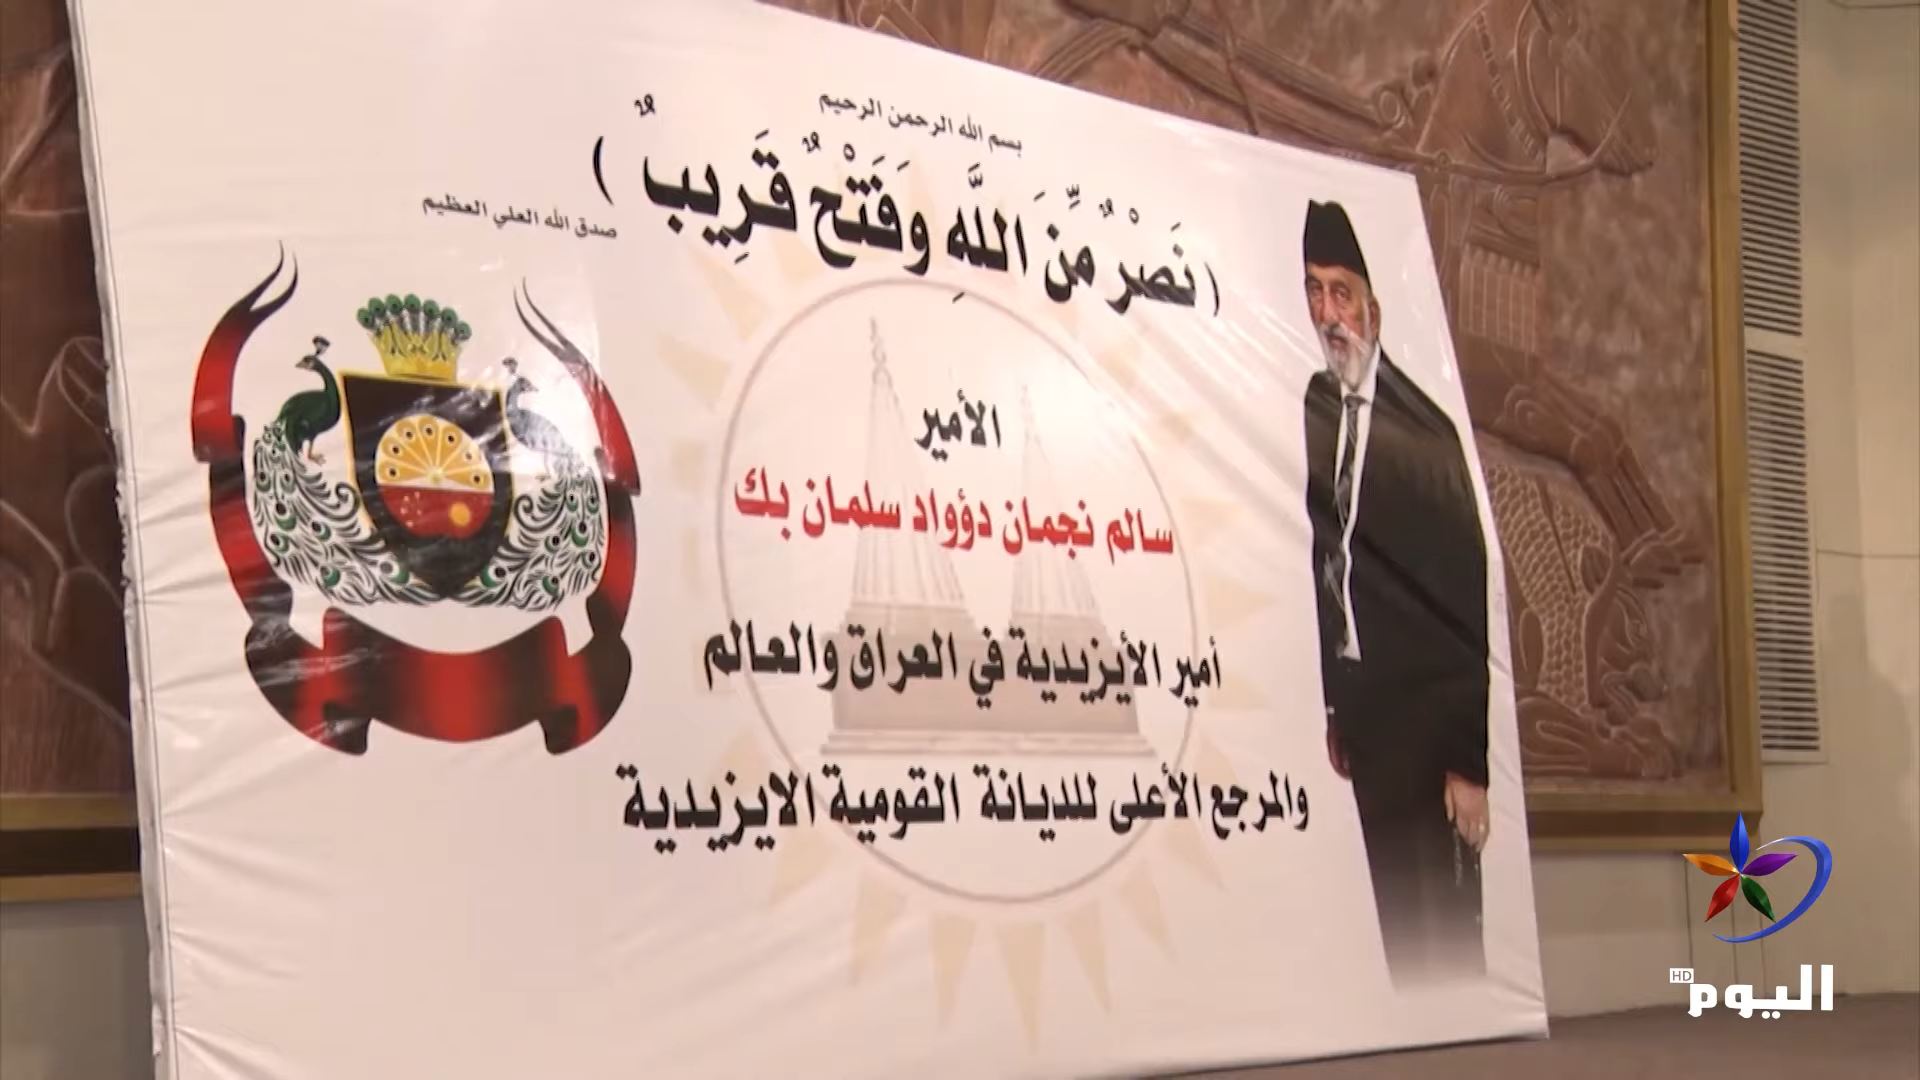 بسم الله الرحمن الرحيم
( نَصْرٌ مِّنَ اللَّهِ وَفَتْحٌ قَرِيبٌ )
صدق الله العلي العظيم
الأمير
سالم نجمان دؤواد سلمان بك
أمير الأيزيدية في العراق والعالم
والمرجع الأعلى للديانة القومية الايزيدية
اليوم HD